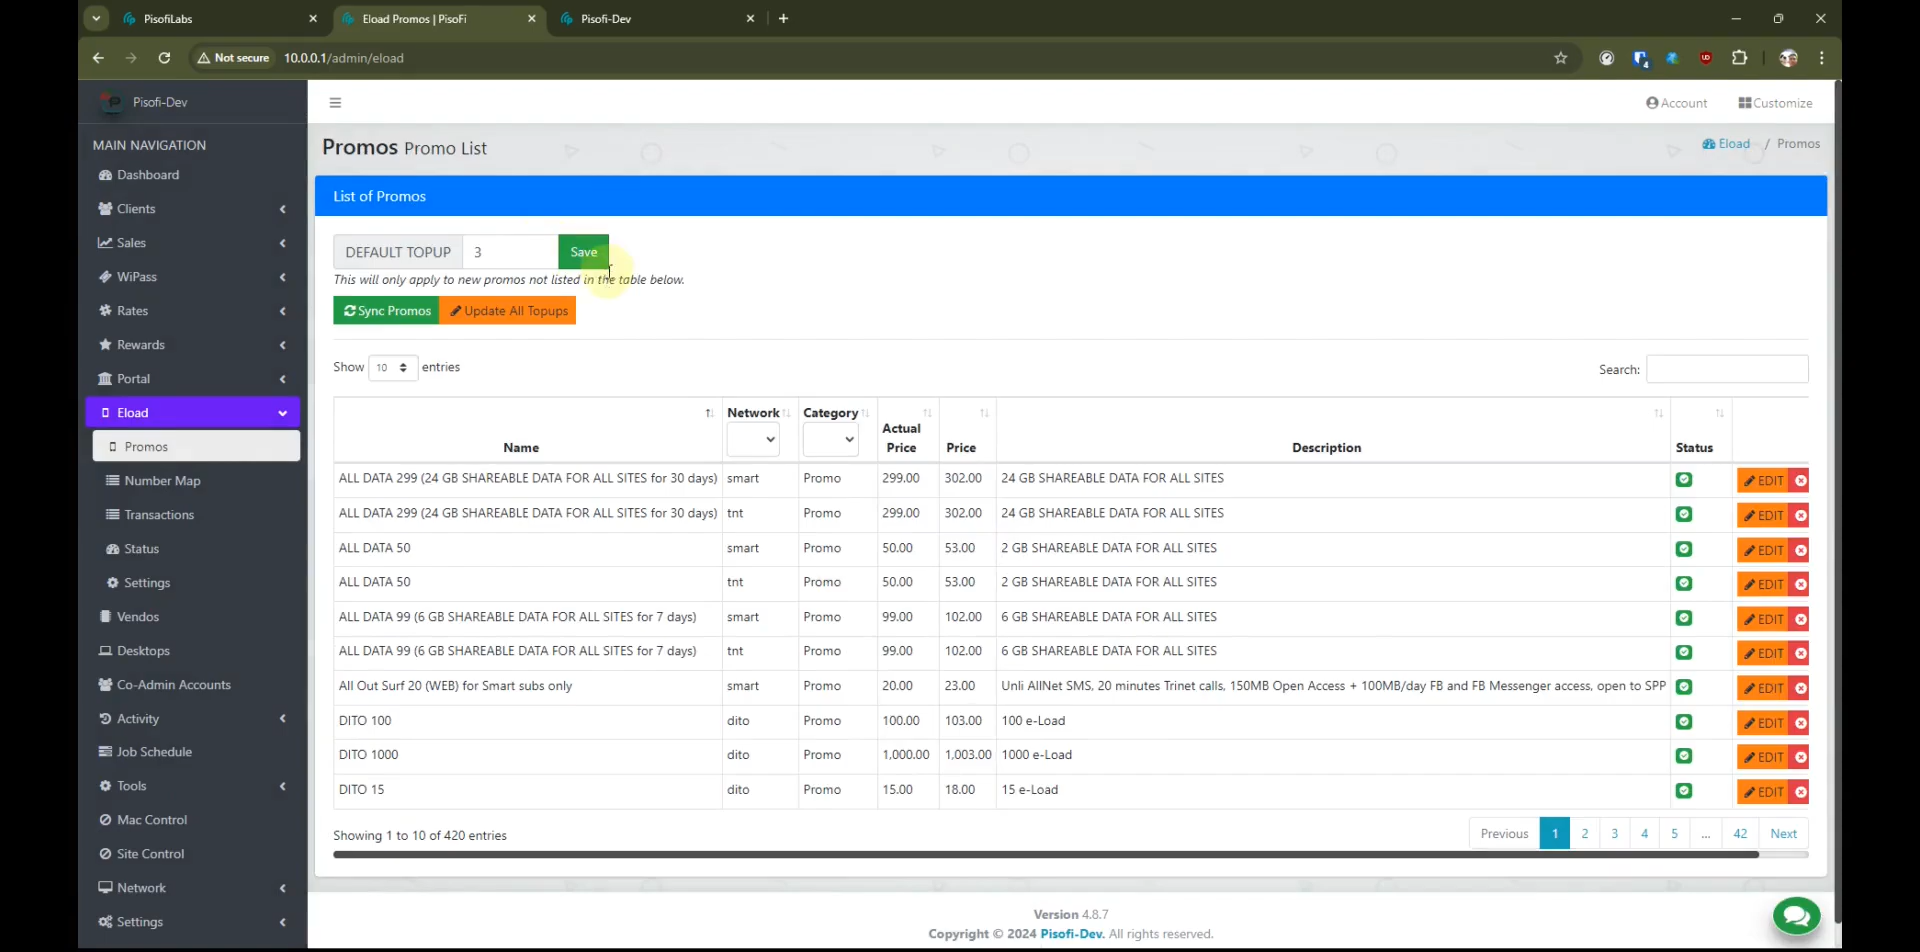 PisofiLabs
Eload Promos | PisoFi
Pisofi-Dev
Not secure
10.0.0.1/admin/eload
Pisofi-Dev
Account
Customize
MAIN NAVIGATION
Dashboard
Clients
Sales
WiPass
Rates
Rewards
Portal
Eload
Promos
Number Map
Transactions
Status
Settings
Vendos
Desktops
Co-Admin Accounts
Activity
Job Schedule
Tools
Mac Control
Site Control
Network
Settings
Promos Promo List
Eload / Promos
List of Promos
DEFAULT TOPUP 3 Save
This will only apply to new promos not listed in the table below.
Sync Promos Update All Topups
Show 10 entries
Search:
Name Network Category Actual Price Price Description Status
ALL DATA 299 (24 GB SHAREABLE DATA FOR ALL SITES for 30 days) smart Promo 299.00 302.00 24 GB SHAREABLE DATA FOR ALL SITES EDIT
ALL DATA 299 (24 GB SHAREABLE DATA FOR ALL SITES for 30 days) tnt Promo 299.00 302.00 24 GB SHAREABLE DATA FOR ALL SITES EDIT
ALL DATA 50 smart Promo 50.00 53.00 2 GB SHAREABLE DATA FOR ALL SITES EDIT
ALL DATA 50 tnt Promo 50.00 53.00 2 GB SHAREABLE DATA FOR ALL SITES EDIT
ALL DATA 99 (6 GB SHAREABLE DATA FOR ALL SITES for 7 days) smart Promo 99.00 102.00 6 GB SHAREABLE DATA FOR ALL SITES EDIT
ALL DATA 99 (6 GB SHAREABLE DATA FOR ALL SITES for 7 days) tnt Promo 99.00 102.00 6 GB SHAREABLE DATA FOR ALL SITES EDIT
All Out Surf 20 (WEB) for Smart subs only smart Promo 20.00 23.00 Unli AllNet SMS, 20 minutes Trinet calls, 150MB Open Access + 100MB/day FB and FB Messenger access, open to SPP EDIT
DITO 100 dito Promo 100.00 103.00 100 e-Load EDIT
DITO 1000 dito Promo 1,000.00 1,003.00 1000 e-Load EDIT
DITO 15 dito Promo 15.00 18.00 15 e-Load EDIT
Showing 1 to 10 of 420 entries
Previous 1 2 3 4 5 ... 42 Next
Version 4.8.7
Copyright © 2024 Pisofi-Dev. All rights reserved.